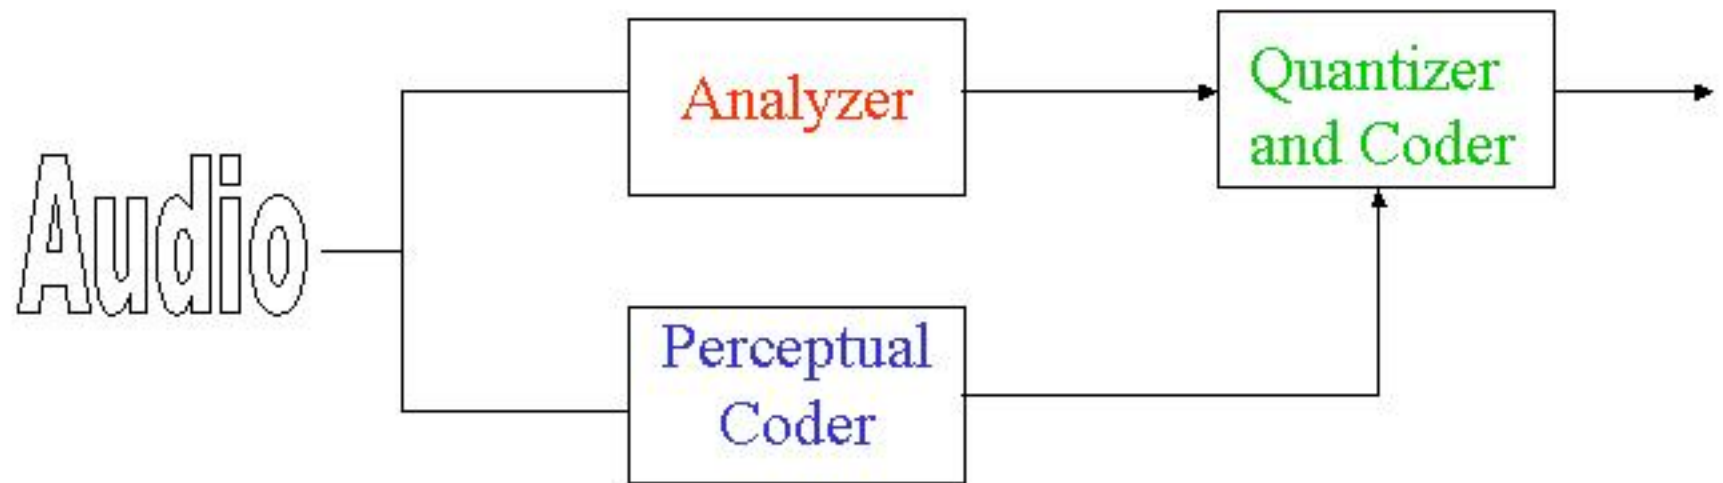 Audio
Analyzer
Quantizer
and Coder
Perceptual
Coder